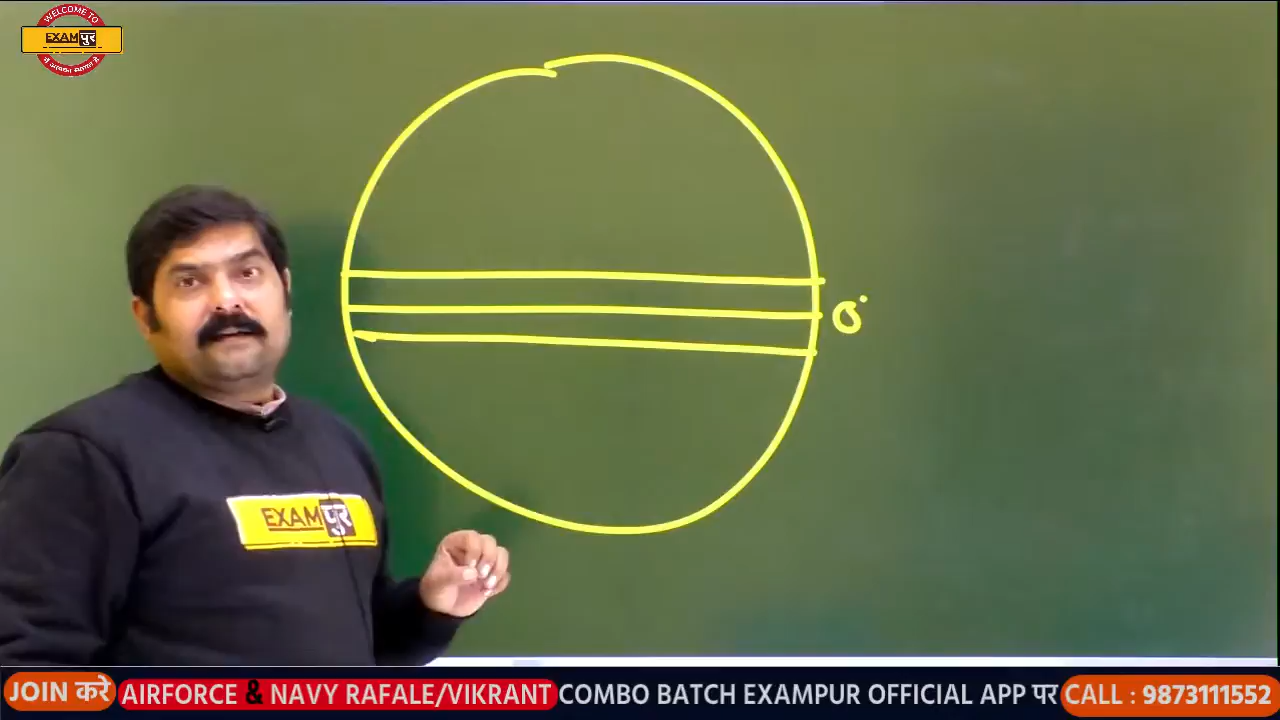 WELCOME TO
EXAMपुर
0°
EXAMपुर
JOIN करे AIRFORCE & NAVY RAFALE/VIKRANT COMBO BATCH EXAMPUR OFFICIAL APP पर CALL : 9873111552